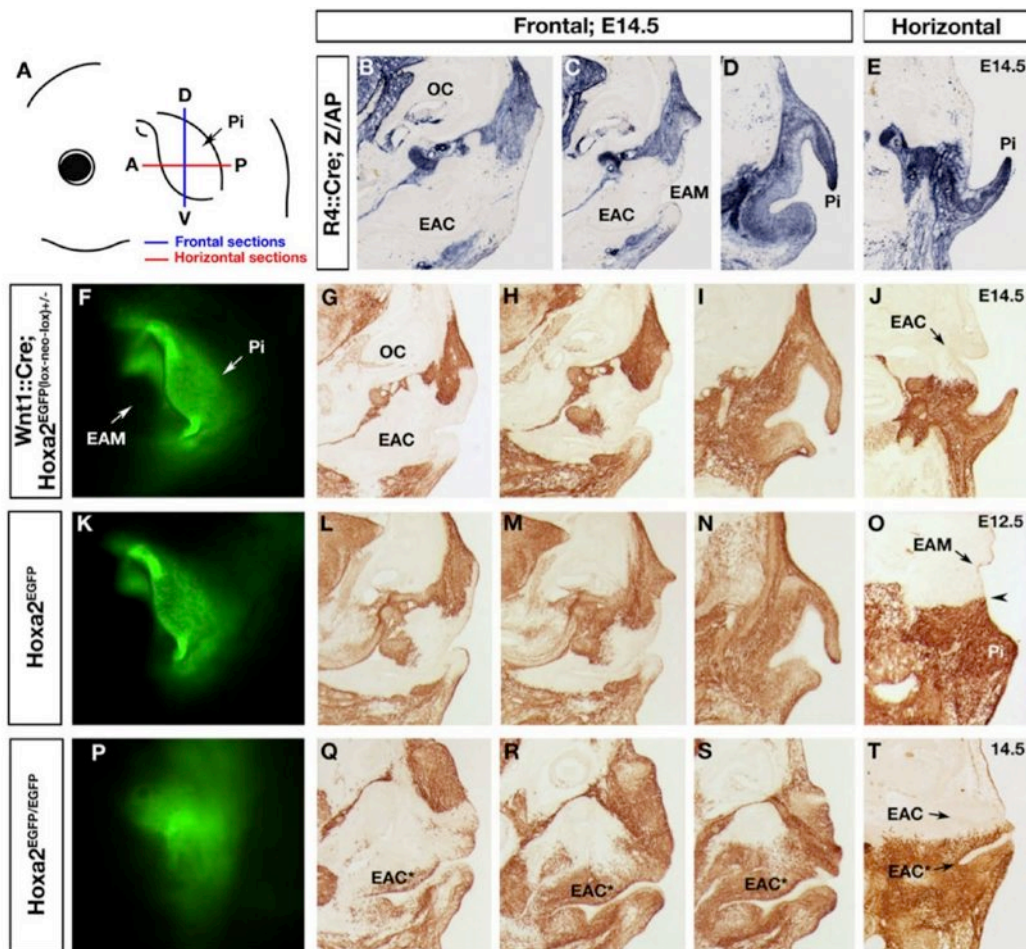 Frontal; E14.5
Horizontal
A
D
Pi
A
P
V
Frontal sections
Horizontal sections
R4::Cre; Z/AP
B
OC
EAC
C
EAM
EAC
D
Pi
E
E14.5
Pi
Wnt1::Cre;
Hoxa2EGFP(lox-neo-lox)+/-
F
Pi
EAM
G
OC
EAC
H
I
J
E14.5
EAC
Hoxa2EGFP
K
L
M
N
O
E12.5
EAM
Pi
Hoxa2EGFP/EGFP
P
Q
EAC*
R
EAC*
S
EAC*
T
14.5
EAC
EAC*